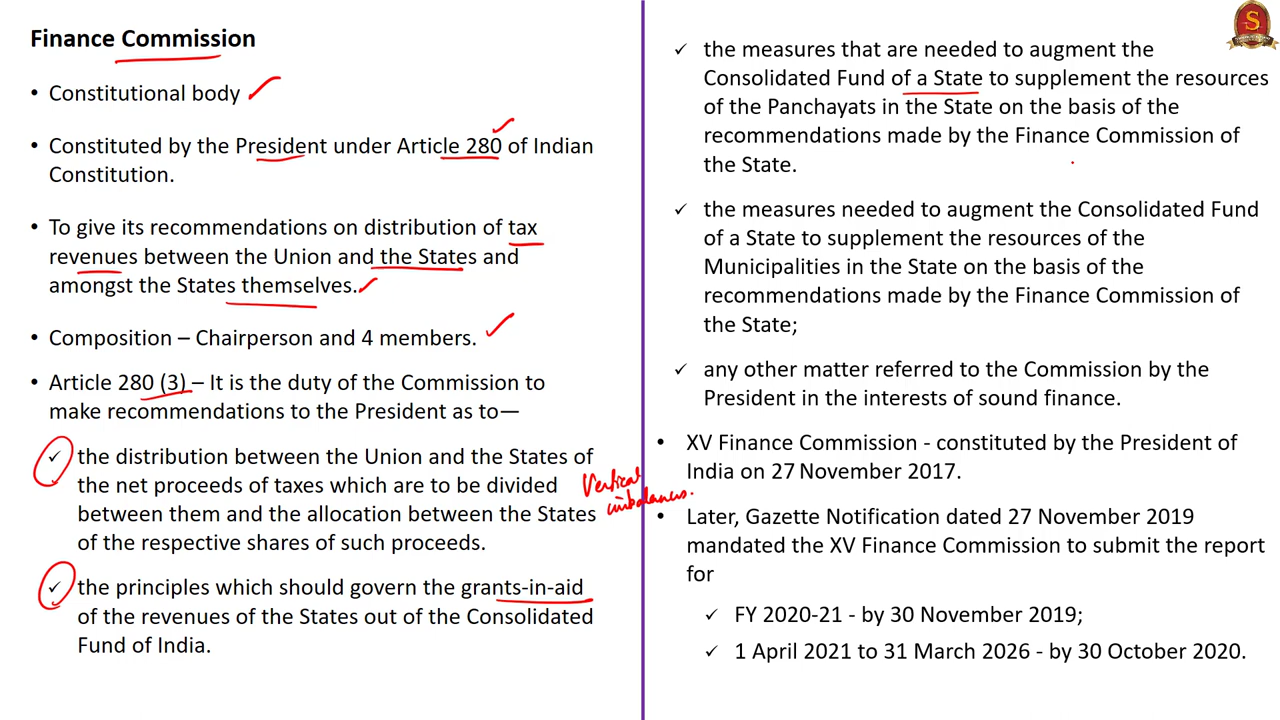 Finance Commission
• Constitutional body
• Constituted by the President under Article 280 of Indian
Constitution.
• To give its recommendations on distribution of tax
revenues between the Union and the States and
amongst the States themselves.
• Composition – Chairperson and 4 members.
• Article 280 (3) – It is the duty of the Commission to
make recommendations to the President as to—
✓ the distribution between the Union and the States of
the net proceeds of taxes which are to be divided
between them and the allocation between the States
of the respective shares of such proceeds.
Vertical
imbalances.
✓ the principles which should govern the grants-in-aid
of the revenues of the States out of the Consolidated
Fund of India.
✓ the measures that are needed to augment the
Consolidated Fund of a State to supplement the resources
of the Panchayats in the State on the basis of the
recommendations made by the Finance Commission of
the State.
✓ the measures needed to augment the Consolidated Fund
of a State to supplement the resources of the
Municipalities in the State on the basis of the
recommendations made by the Finance Commission of
the State;
✓ any other matter referred to the Commission by the
President in the interests of sound finance.
• XV Finance Commission - constituted by the President of
India on 27 November 2017.
• Later, Gazette Notification dated 27 November 2019
mandated the XV Finance Commission to submit the report
for
✓ FY 2020-21 - by 30 November 2019;
✓ 1 April 2021 to 31 March 2026 - by 30 October 2020.
S